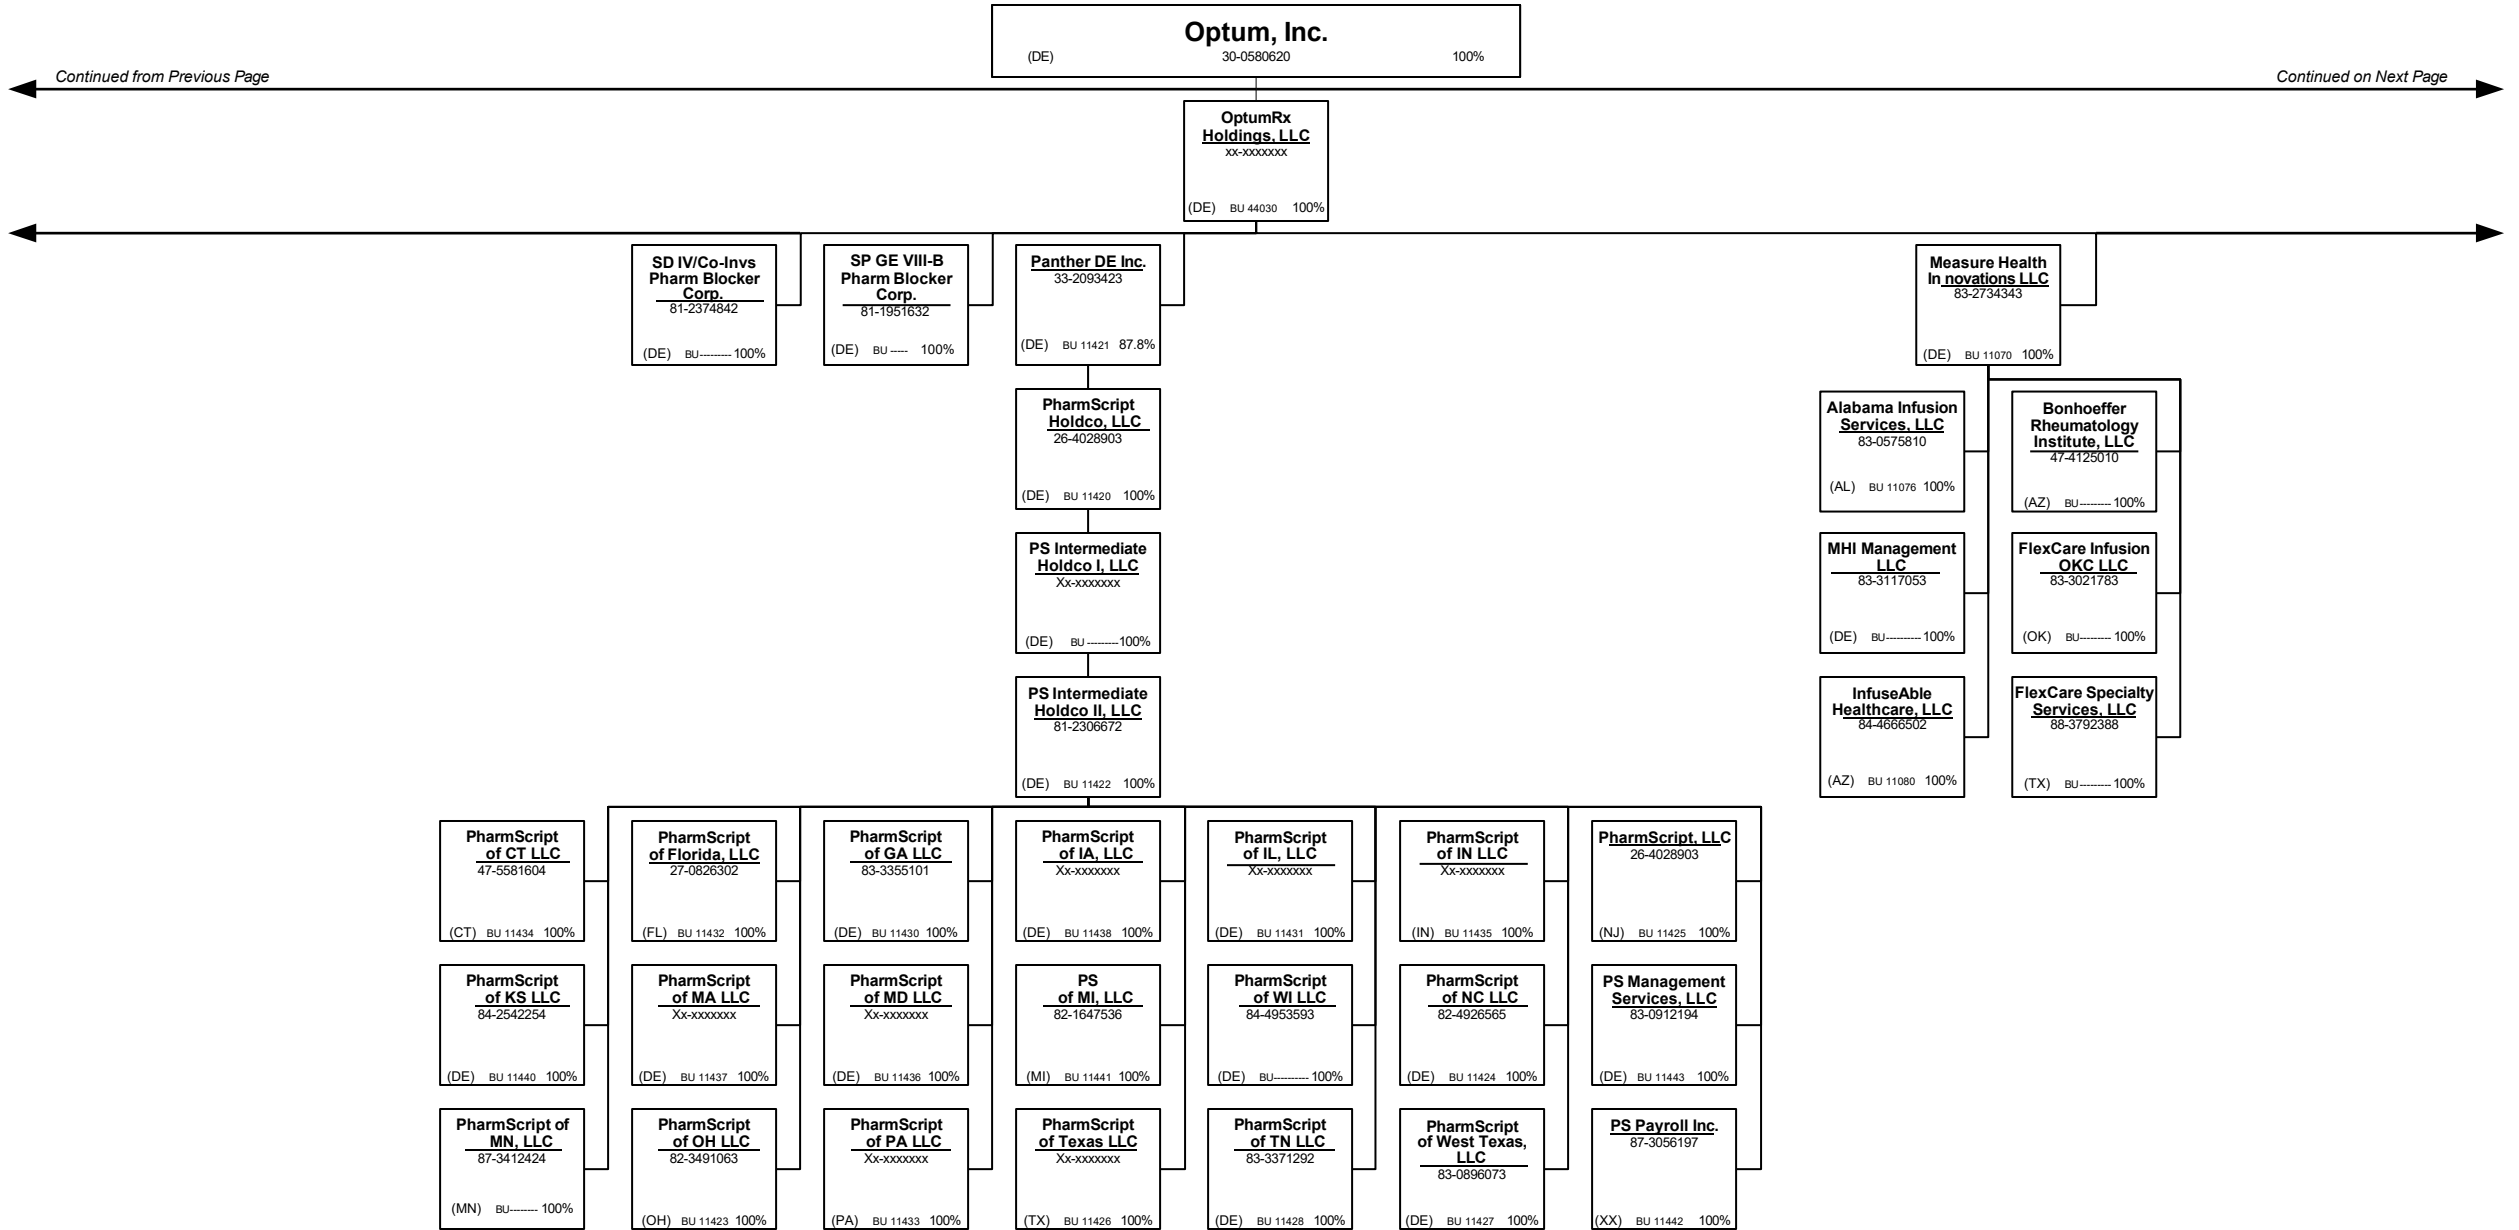 Optum, Inc.
(DE) 30-0580620 100%
Continued from Previous Page
Continued on Next Page
OptumRx
Holdings, LLC
xx-xxxxxxx
(DE) BU 44030 100%
SD IV/Co-Invs
Pharm Blocker
Corp.
81-2374842
(DE) BU--------- 100%
SP GE VIII-B
Pharm Blocker
Corp.
81-1951632
(DE) BU ----- 100%
Panther DE Inc.
33-2093423
(DE) BU 11421 87.8%
Measure Health
In novations LLC
83-2734343
(DE) BU 11070 100%
PharmScript
Holdco, LLC
26-4028903
(DE) BU 11420 100%
Alabama Infusion
Services, LLC
83-0575810
(AL) BU 11076 100%
Bonhoeffer
Rheumatology
Institute, LLC
47-4125010
(AZ) BU--------- 100%
PS Intermediate
Holdco I, LLC
Xx-xxxxxxx
(DE) BU ---------100%
MHI Management
LLC
83-3117053
(DE) BU---------- 100%
FlexCare Infusion
OKC LLC
83-3021783
(OK) BU--------- 100%
PS Intermediate
Holdco II, LLC
81-2306672
(DE) BU 11422 100%
InfuseAble
Healthcare, LLC
84-4666502
(AZ) BU 11080 100%
FlexCare Specialty
Services, LLC
88-3792388
(TX) BU--------- 100%
PharmScript
of CT LLC
47-5581604
(CT) BU 11434 100%
PharmScript
of Florida, LLC
27-0826302
(FL) BU 11432 100%
PharmScript
of GA LLC
83-3355101
(DE) BU 11430 100%
PharmScript
of IA, LLC
Xx-xxxxxxx
(DE) BU 11438 100%
PharmScript
of IL, LLC
Xx-xxxxxxx
(DE) BU 11431 100%
PharmScript
of IN LLC
Xx-xxxxxxx
(IN) BU 11435 100%
PharmScript, LLC
26-4028903
(NJ) BU 11425 100%
PharmScript
of KS LLC
84-2542254
(DE) BU 11440 100%
PharmScript
of MA LLC
Xx-xxxxxxx
(DE) BU 11437 100%
PharmScript
of MD LLC
Xx-xxxxxxx
(DE) BU 11436 100%
PS
of MI, LLC
82-1647536
(MI) BU 11441 100%
PharmScript
of WI LLC
84-4953593
(DE) BU---------- 100%
PharmScript
of NC LLC
82-4926565
(DE) BU 11424 100%
PS Management
Services, LLC
83-0912194
(DE) BU 11443 100%
PharmScript of
MN, LLC
87-3412424
(MN) BU-------- 100%
PharmScript
of OH LLC
82-3491063
(OH) BU 11423 100%
PharmScript
of PA LLC
Xx-xxxxxxx
(PA) BU 11433 100%
PharmScript
of Texas LLC
Xx-xxxxxxx
(TX) BU 11426 100%
PharmScript
of TN LLC
83-3371292
(DE) BU 11428 100%
PharmScript
of West Texas,
LLC
83-0896073
(DE) BU 11427 100%
PS Payroll Inc.
87-3056197
(XX) BU 11442 100%